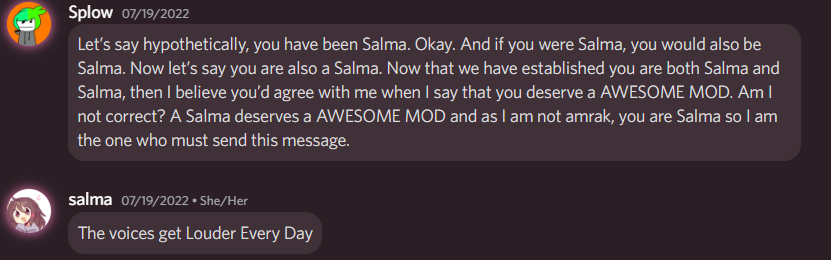 Splow 07/19/2022
Let's say hypothetically, you have been Salma. Okay. And if you were Salma, you would also be
Salma. Now let's say you are also a Salma. Now that we have established you are both Salma and
Salma, then I believe you'd agree with me when I say that you deserve a AWESOME MOD. Am I
not correct? A Salma deserves a AWESOME MOD and as I am not amrak, you are Salma so I am
the one who must send this message.
salma 07/19/2022 • She/Her
The voices get Louder Every Day